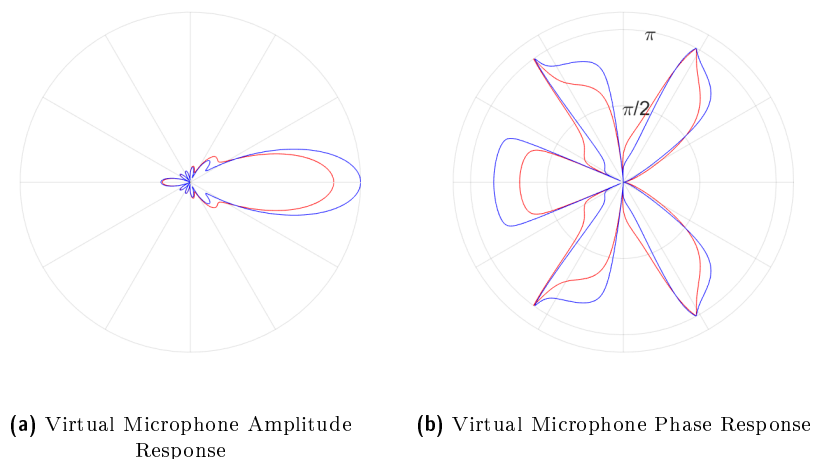 π
π/2
(a) Virtual Microphone Amplitude
Response
(b) Virtual Microphone Phase Response